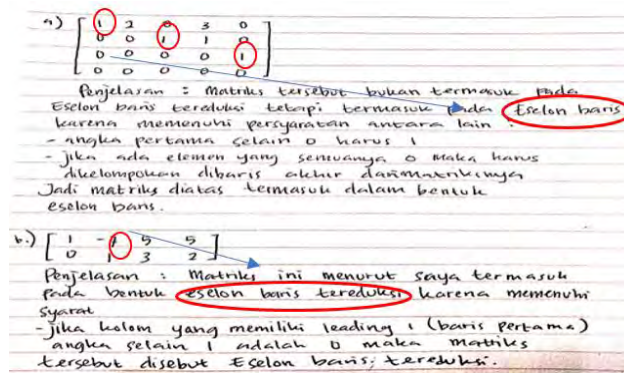 a) [ 1 2 0 3 0
0 0 1 1 0
0 0 0 0 1
0 0 0 0 0 ]
Penjelasan : Matriks tersebut bukan termasuk pada
Eselon baris tereduksi tetapi termasuk pada Eselon baris
karena memenuhi persyaratan antara lain :
- angka pertama selain 0 harus 1
- jika ada elemen yang semuanya 0 maka harus
dikelompokan dibaris akhir dari matriknya
Jadi matriks diatas termasuk dalam bentuk
eselon baris.
b.) [ 1 -1 5 5 ]
0 1 3 2
Penjelasan : Matriks ini menurut saya termasuk
pada bentuk eselon baris tereduksi karena memenuhi
syarat
- jika kolom yang memiliki leading 1 (baris pertama)
angka selain 1 adalah 0 maka matriks
tersebut disebut Eselon baris, tereduksi.